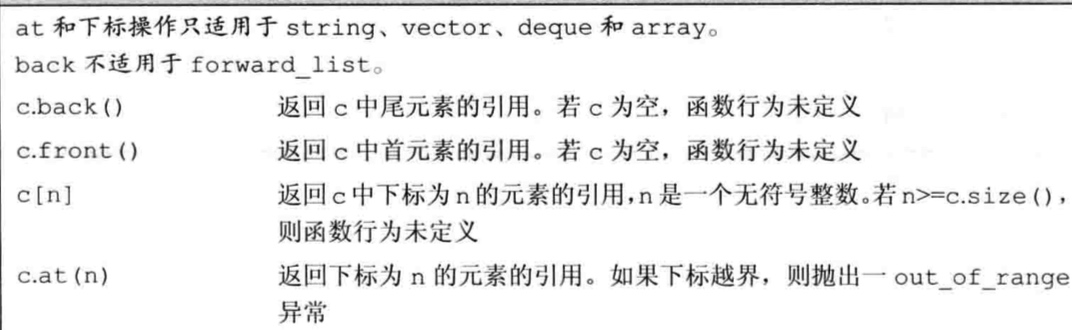 at 和下标操作只适用于 string、vector、deque 和 array。
back 不适用于 forward_list。
c.back() 返回 c 中尾元素的引用。若 c 为空，函数行为未定义
c.front() 返回 c 中首元素的引用。若 c 为空，函数行为未定义
c[n] 返回 c 中下标为 n 的元素的引用,n 是一个无符号整数。若 n>=c.size()，
则函数行为未定义
c.at(n) 返回下标为 n 的元素的引用。如果下标越界，则抛出一 out_of_range
异常